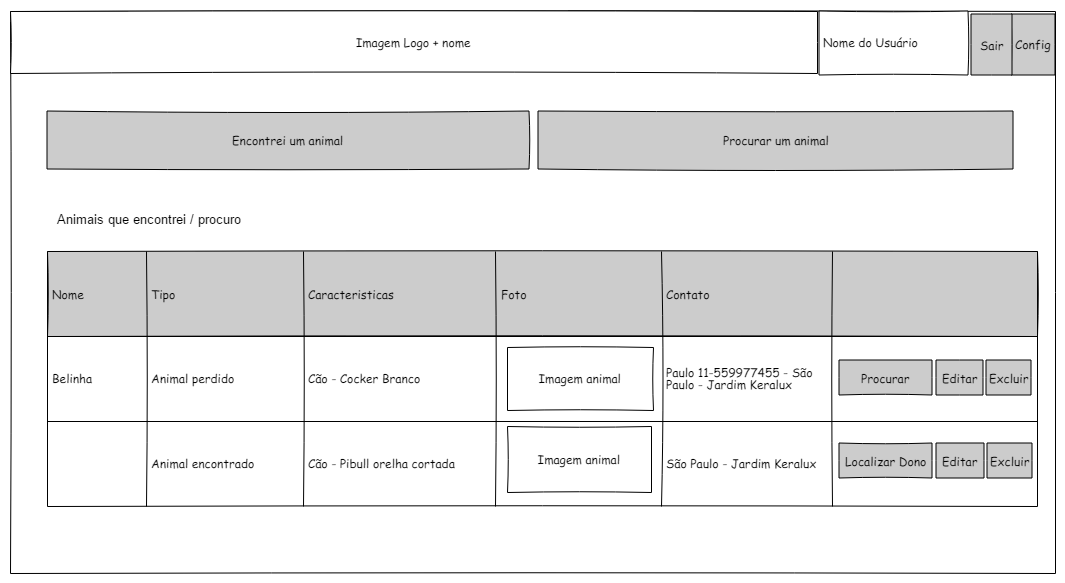 Imagem Logo + nome
Nome do Usuário
Sair
Config
Encontrei um animal
Procurar um animal
Animais que encontrei / procuro
Nome
Tipo
Caracteristicas
Foto
Contato
Belinha
Animal perdido
Cão - Cocker Branco
Imagem animal
Paulo 11-559977455 - São
Paulo - Jardim Keralux
Procurar
Editar
Excluir
Animal encontrado
Cão - Pibull orelha cortada
Imagem animal
São Paulo - Jardim Keralux
Localizar Dono
Editar
Excluir